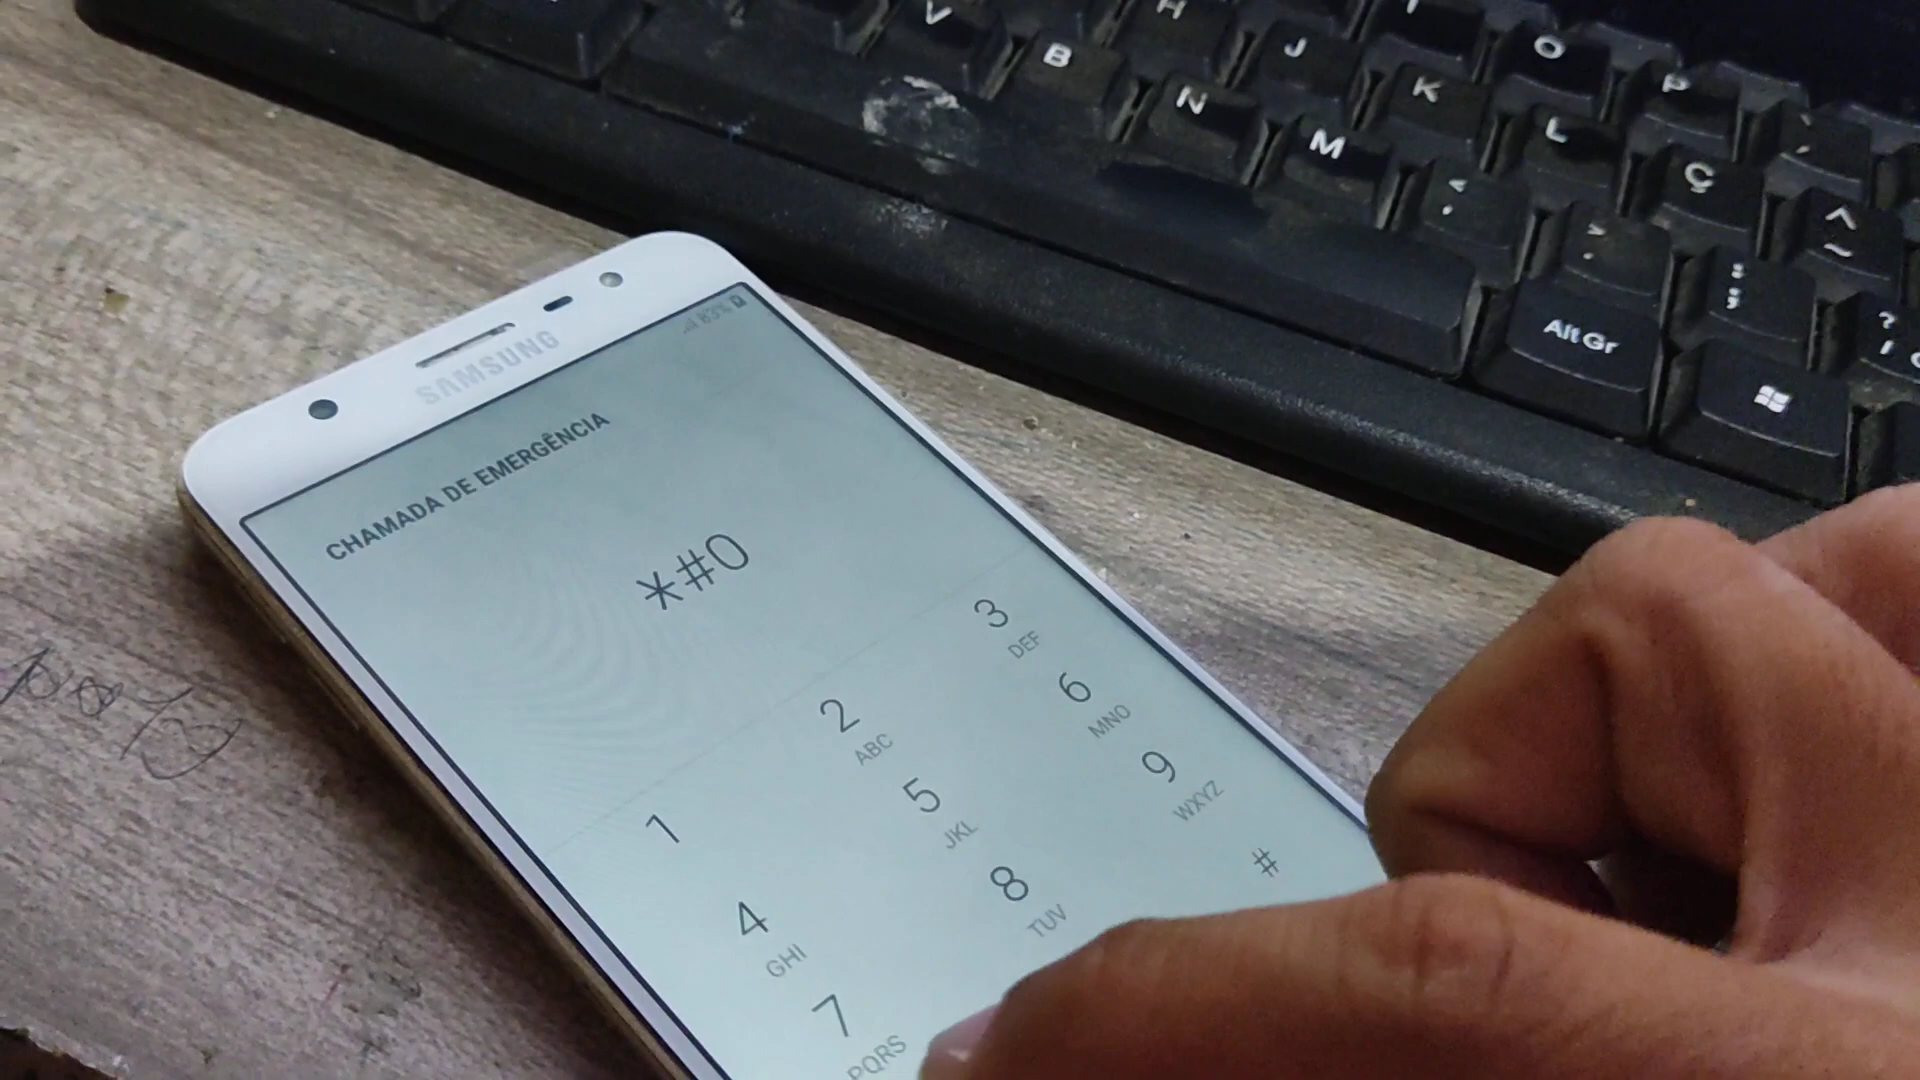 V
H
I
O
P
B
J
K
L
Ç
N
M
Alt Gr
SAMSUNG
83%
CHAMADA DE EMERGÊNCIA
*#0
1
2 ABC
3 DEF
4 GHI
5 JKL
6 MNO
7 PQRS
8 TUV
9 WXYZ
#